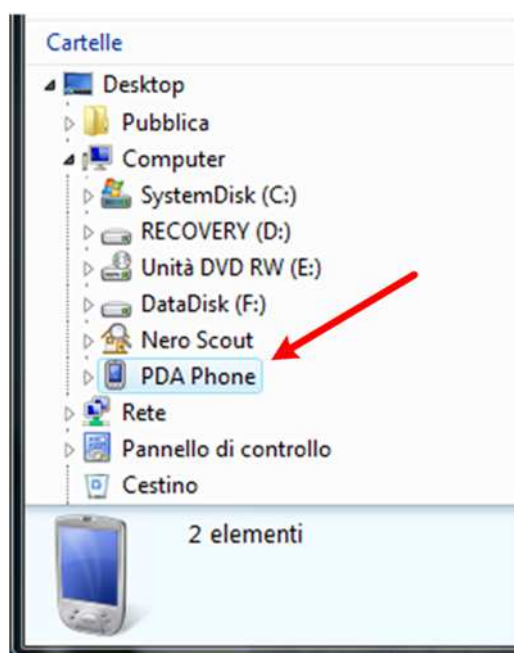 Cartelle
Desktop
Pubblica
Computer
SystemDisk (C:)
RECOVERY (D:)
Unità DVD RW (E:)
DataDisk (F:)
Nero Scout
PDA Phone
Rete
Pannello di controllo
Cestino
2 elementi